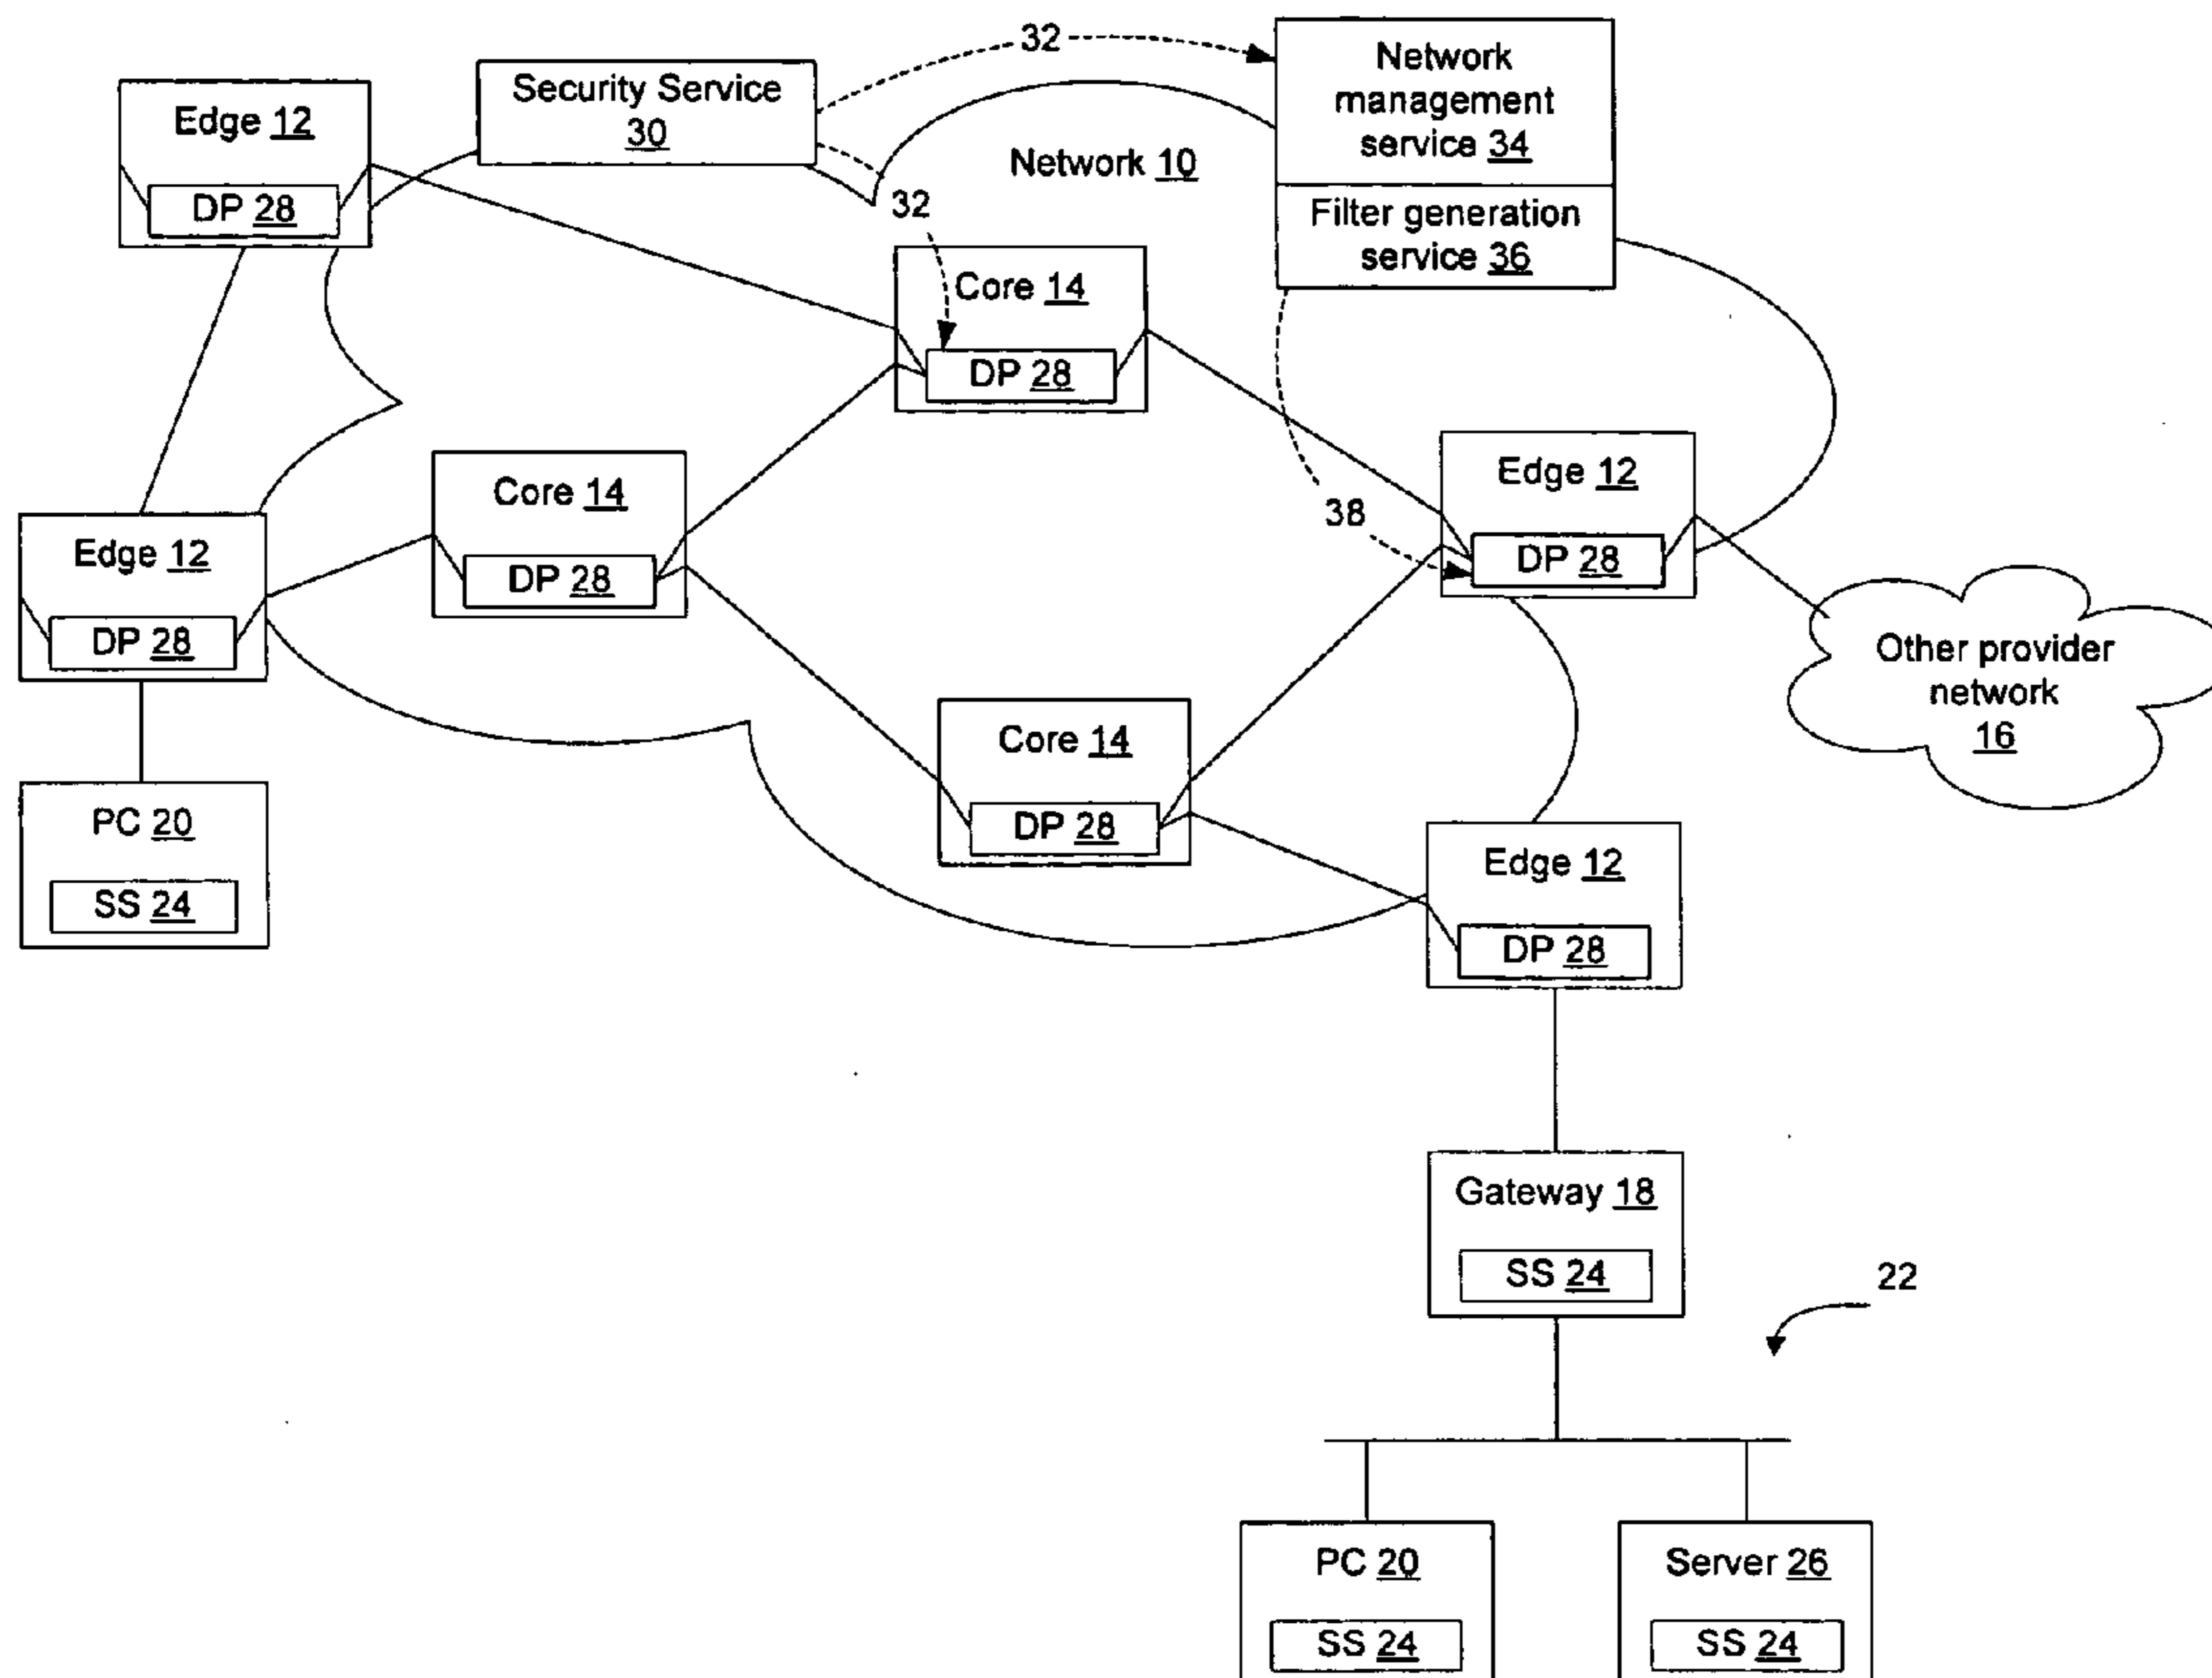 32
Network
management
service 34
Security Service
30
Edge 12
DP 28
Network 10
32
Filter generation
service 36
Core 14
DP 28
Edge 12
DP 28
38
Core 14
DP 28
Edge 12
DP 28
Other provider
network
16
Core 14
DP 28
PC 20
SS 24
Edge 12
DP 28
Gateway 18
SS 24
22
PC 20
SS 24
Server 26
SS 24